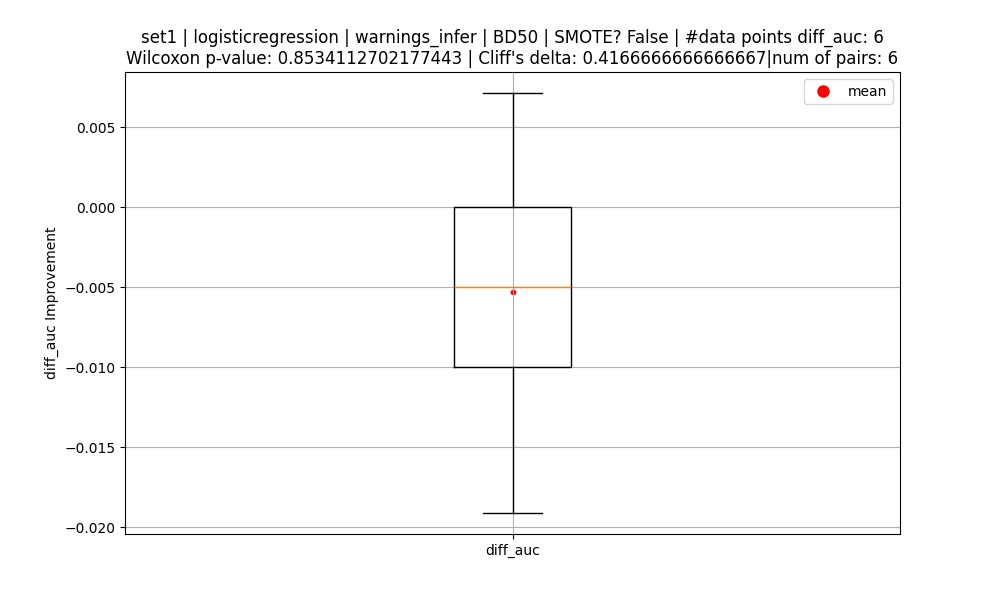 set1 | logisticregression | warnings_infer | BD50 | SMOTE? False | #data points diff_auc: 6
Wilcoxon p-value: 0.8534112702177443 | Cliff's delta: 0.4166666666666667|num of pairs: 6
mean
0.005
0.000
−0.005
−0.010
−0.015
−0.020
diff_auc Improvement
diff_auc